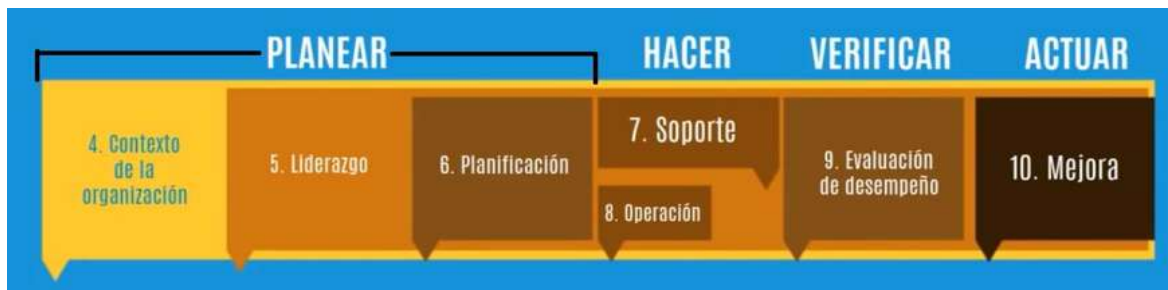 PLANEAR
HACER
VERIFICAR
ACTUAR
4. Contexto
de la
organización
5. Liderazgo
6. Planificación
7. Soporte
8. Operación
9. Evaluación
de desempeño
10. Mejora